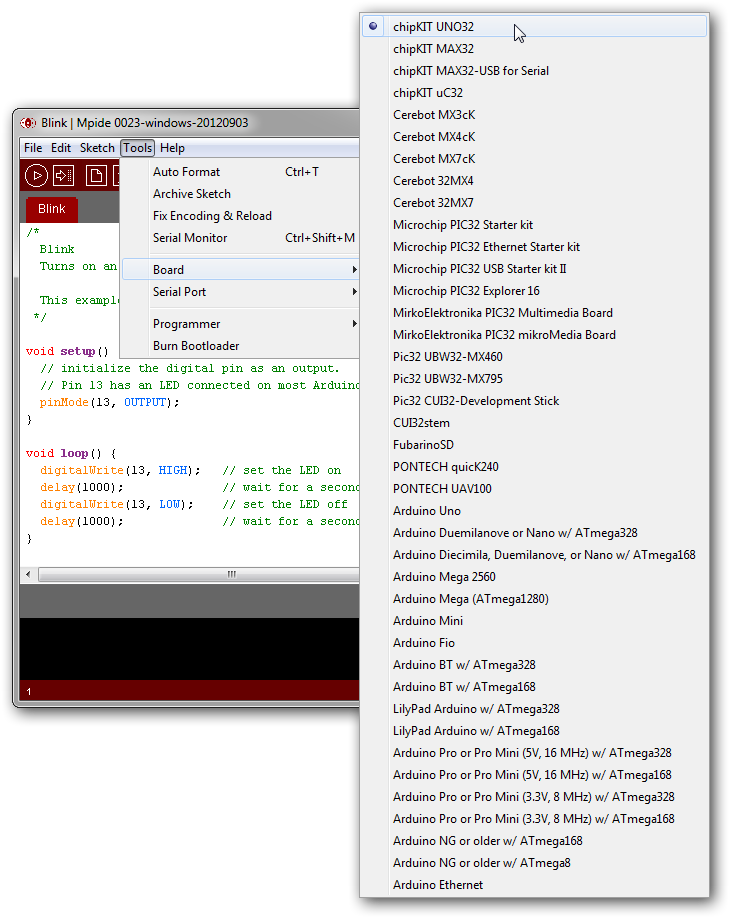 Blink | Mpide 0023-windows-20120903
File Edit Sketch Tools Help
Auto Format Ctrl+T
Archive Sketch
Fix Encoding & Reload
Serial Monitor Ctrl+Shift+M
Board
Serial Port
Programmer
Burn Bootloader
Blink
/*
Blink
Turns on an
This example
*/
void setup()
// initialize the digital pin as an output.
// Pin 13 has an LED connected on most Arduino
pinMode(13, OUTPUT);
}
void loop() {
digitalWrite(13, HIGH); // set the LED on
delay(1000); // wait for a second
digitalWrite(13, LOW); // set the LED off
delay(1000); // wait for a second
}
1
chipKIT UNO32
chipKIT MAX32
chipKIT MAX32-USB for Serial
chipKIT uC32
Cerebot MX3cK
Cerebot MX4cK
Cerebot MX7cK
Cerebot 32MX4
Cerebot 32MX7
Microchip PIC32 Starter kit
Microchip PIC32 Ethernet Starter kit
Microchip PIC32 USB Starter kit II
Microchip PIC32 Explorer 16
MirkoElektronika PIC32 Multimedia Board
MirkoElektronika PIC32 mikroMedia Board
Pic32 UBW32-MX460
Pic32 UBW32-MX795
Pic32 CUI32-Development Stick
CUI32stem
FubarinoSD
PONTECH quicK240
PONTECH UAV100
Arduino Uno
Arduino Duemilanove or Nano w/ ATmega328
Arduino Diecimila, Duemilanove, or Nano w/ ATmega168
Arduino Mega 2560
Arduino Mega (ATmega1280)
Arduino Mini
Arduino Fio
Arduino BT w/ ATmega328
Arduino BT w/ ATmega168
LilyPad Arduino w/ ATmega328
LilyPad Arduino w/ ATmega168
Arduino Pro or Pro Mini (5V, 16 MHz) w/ ATmega328
Arduino Pro or Pro Mini (5V, 16 MHz) w/ ATmega168
Arduino Pro or Pro Mini (3.3V, 8 MHz) w/ ATmega328
Arduino Pro or Pro Mini (3.3V, 8 MHz) w/ ATmega168
Arduino NG or older w/ ATmega168
Arduino NG or older w/ ATmega8
Arduino Ethernet